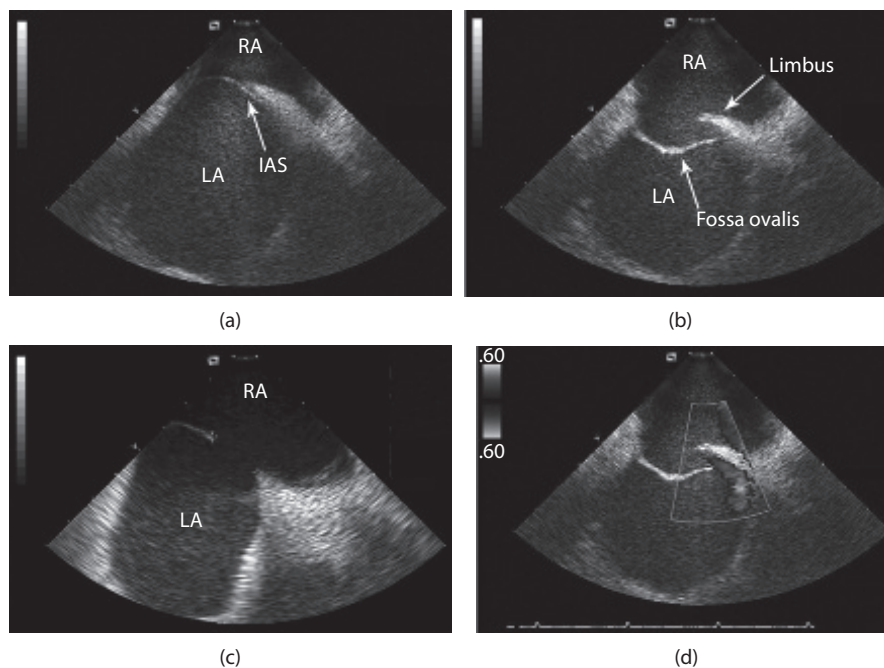 RA
IAS
LA
(a)
RA
Limbus
LA
Fossa ovalis
(b)
RA
LA
(c)
.60
.60
(d)